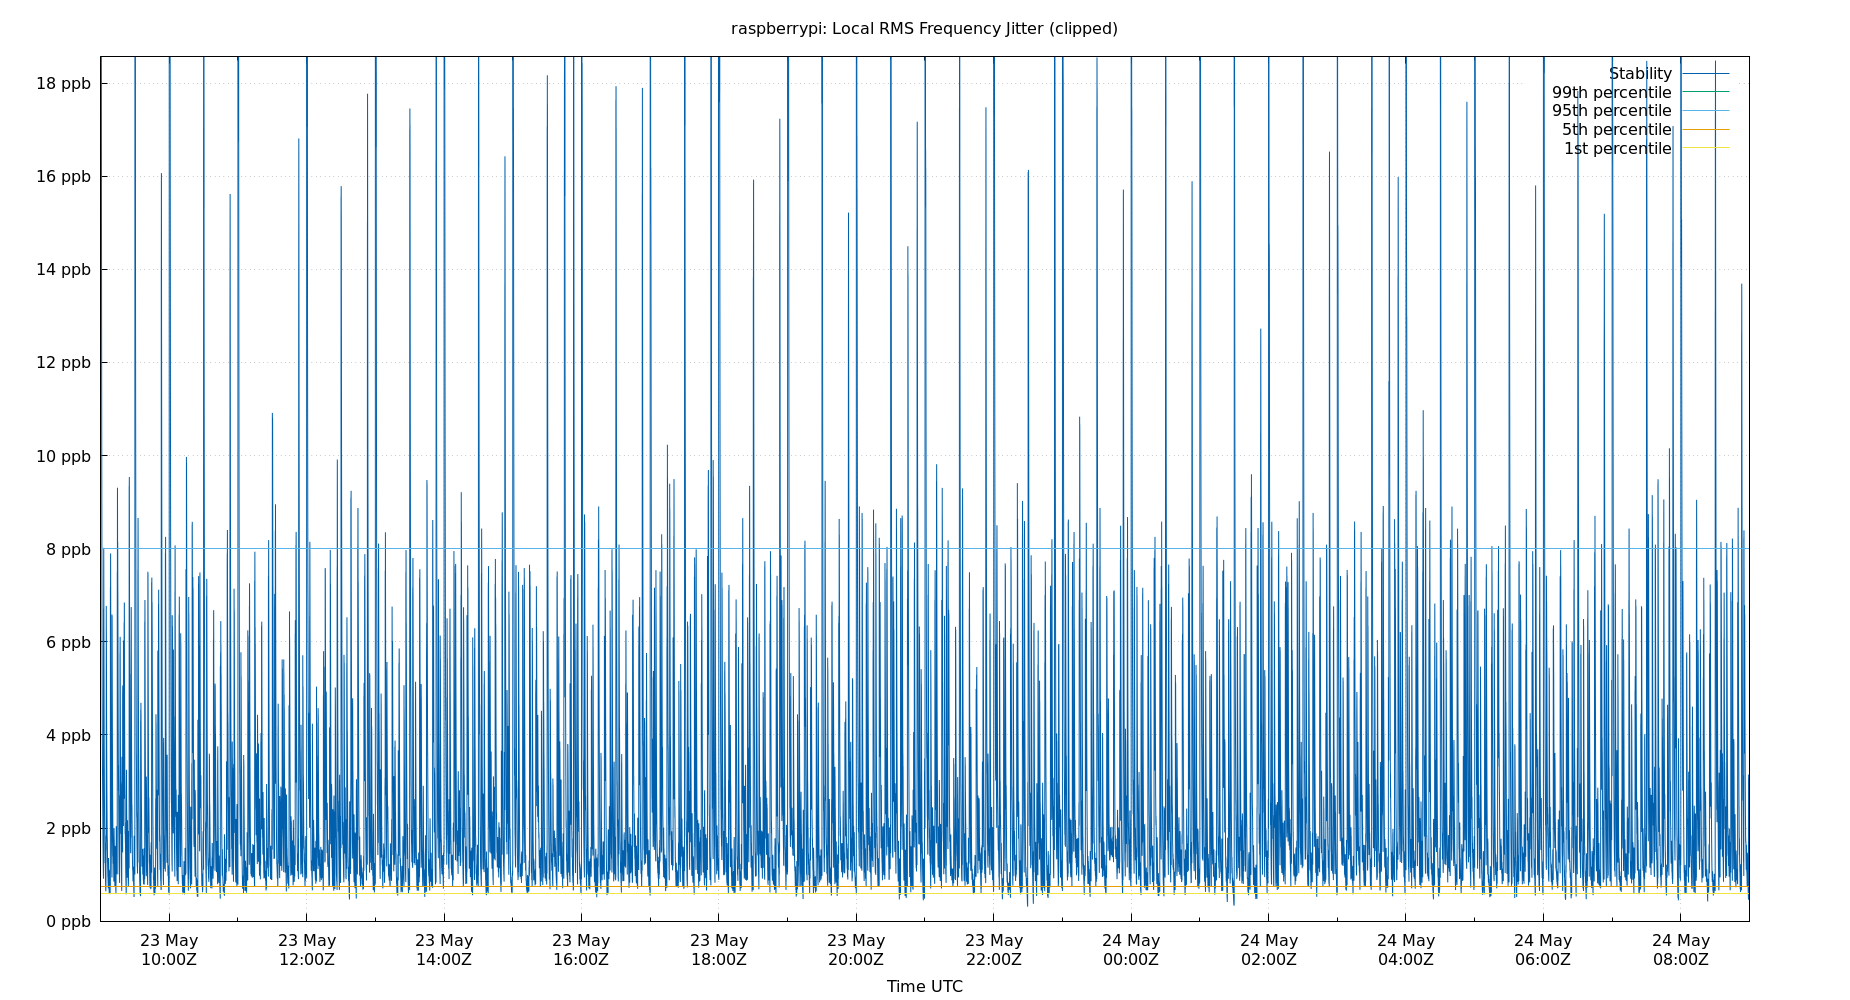 raspberrypi: Local RMS Frequency Jitter (clipped)
18 ppb
16 ppb
14 ppb
12 ppb
10 ppb
8 ppb
6 ppb
4 ppb
2 ppb
0 ppb
Stability
99th percentile
95th percentile
5th percentile
1st percentile
23 May 23 May 23 May 23 May 23 May 23 May 23 May 24 May 24 May 24 May 24 May 24 May
10:00Z 12:00Z 14:00Z 16:00Z 18:00Z 20:00Z 22:00Z 00:00Z 02:00Z 04:00Z 06:00Z 08:00Z
Time UTC